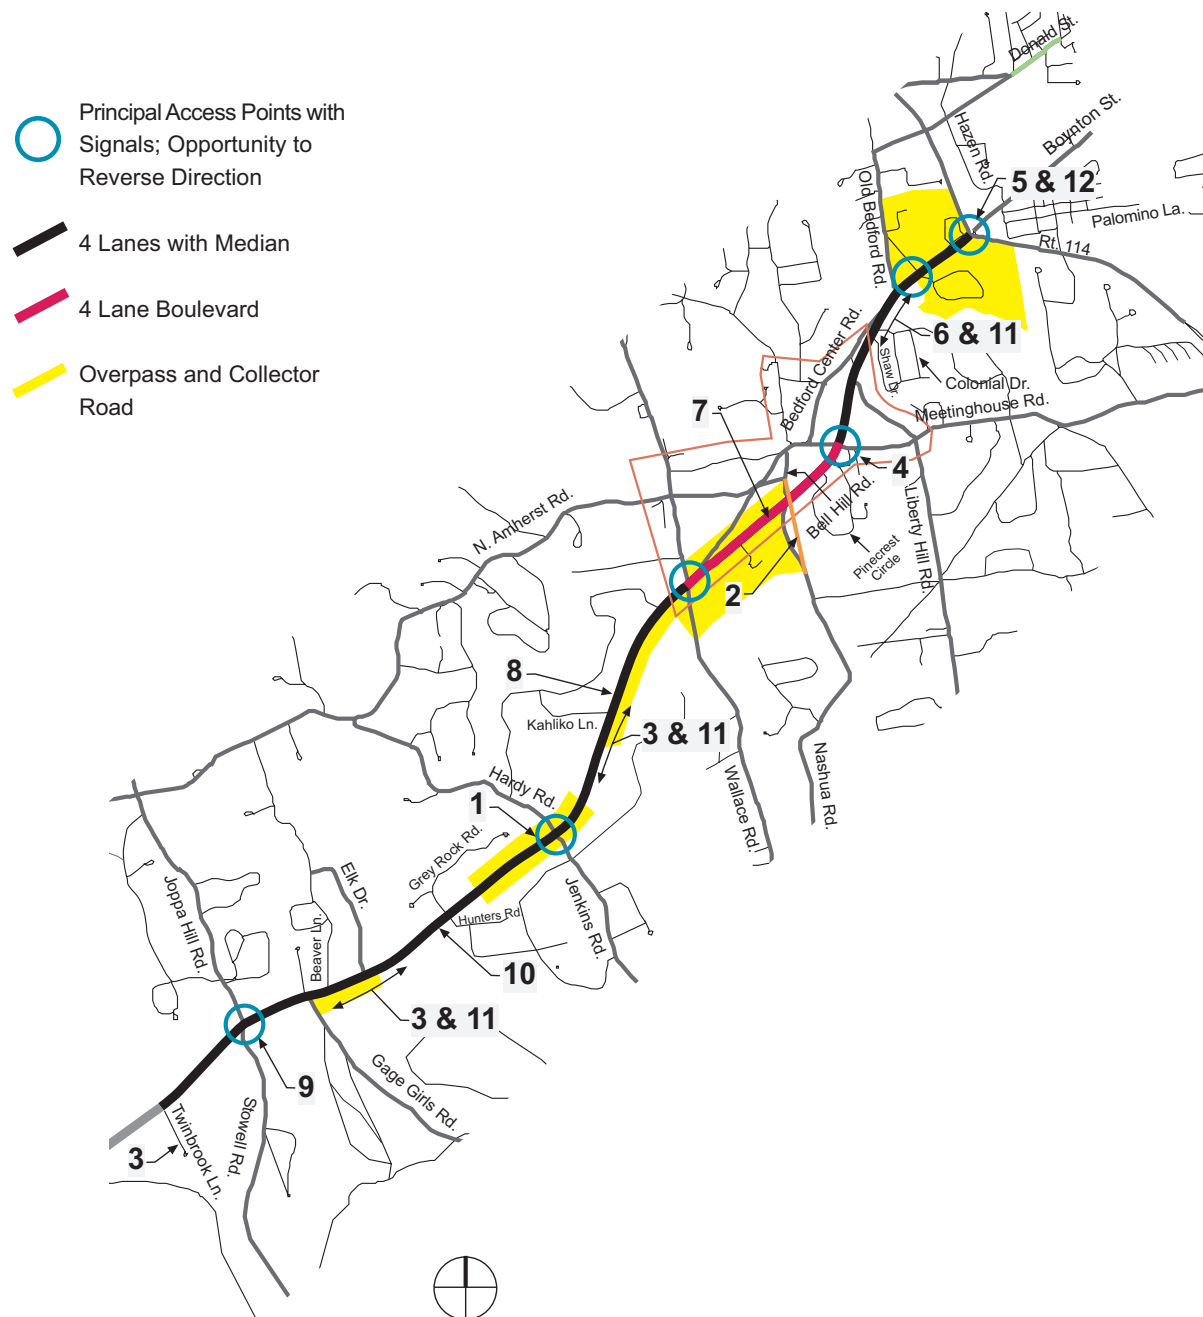 Principal Access Points with
Signals; Opportunity to
Reverse Direction
4 Lanes with Median
4 Lane Boulevard
Overpass and Collector
Road
Donald St.
Hazen Rd.
Boynton St.
5 & 12
Old Bedford Rd.
Palomino La.
Rt. 114
6 & 11
Bedford Center Rd.
Shaw Dr.
Colonial Dr.
Meetinghouse Rd.
7
4
Bell Hill Rd.
Liberty Hill Rd.
N. Amherst Rd.
Pinecrest
Circle
2
8
Kahliko Ln.
3 & 11
Nashua Rd.
Wallace Rd.
Hardy Rd.
1
Grey Rock Rd.
Elk Dr.
Joppa Hill Rd.
Hunters Rd.
Jenkins Rd.
Beaver Ln.
10
3 & 11
9
Gage Girls Rd.
Stowell Rd.
Twinbrook Ln.
3